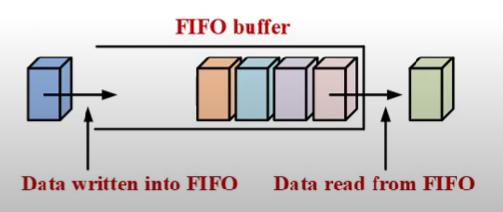 FIFO buffer
Data written into FIFO
Data read from FIFO